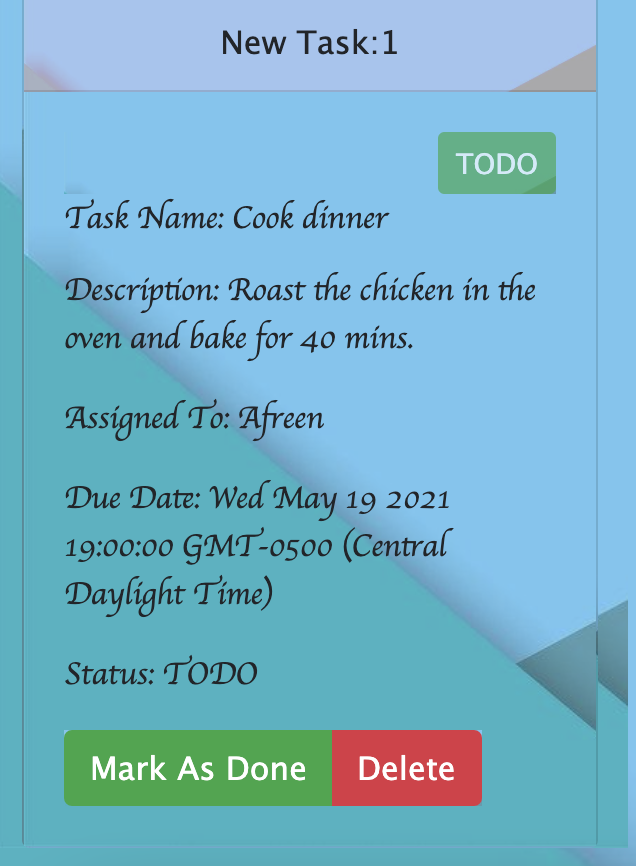 New Task:1
TODO
Task Name: Cook dinner
Description: Roast the chicken in the
oven and bake for 40 mins.
Assigned To: Afreen
Due Date: Wed May 19 2021
19:00:00 GMT-0500 (Central
Daylight Time)
Status: TODO
Mark As Done Delete